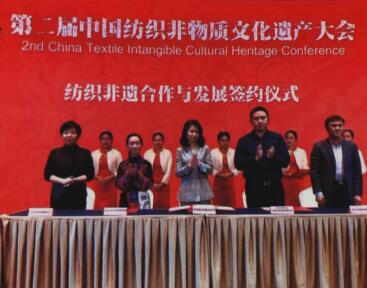 第二届中国纺织非物质文化遗产大会
2nd China Textile Intangible Cultural Heritage Conference
纺织非遗合作与发展签约仪式